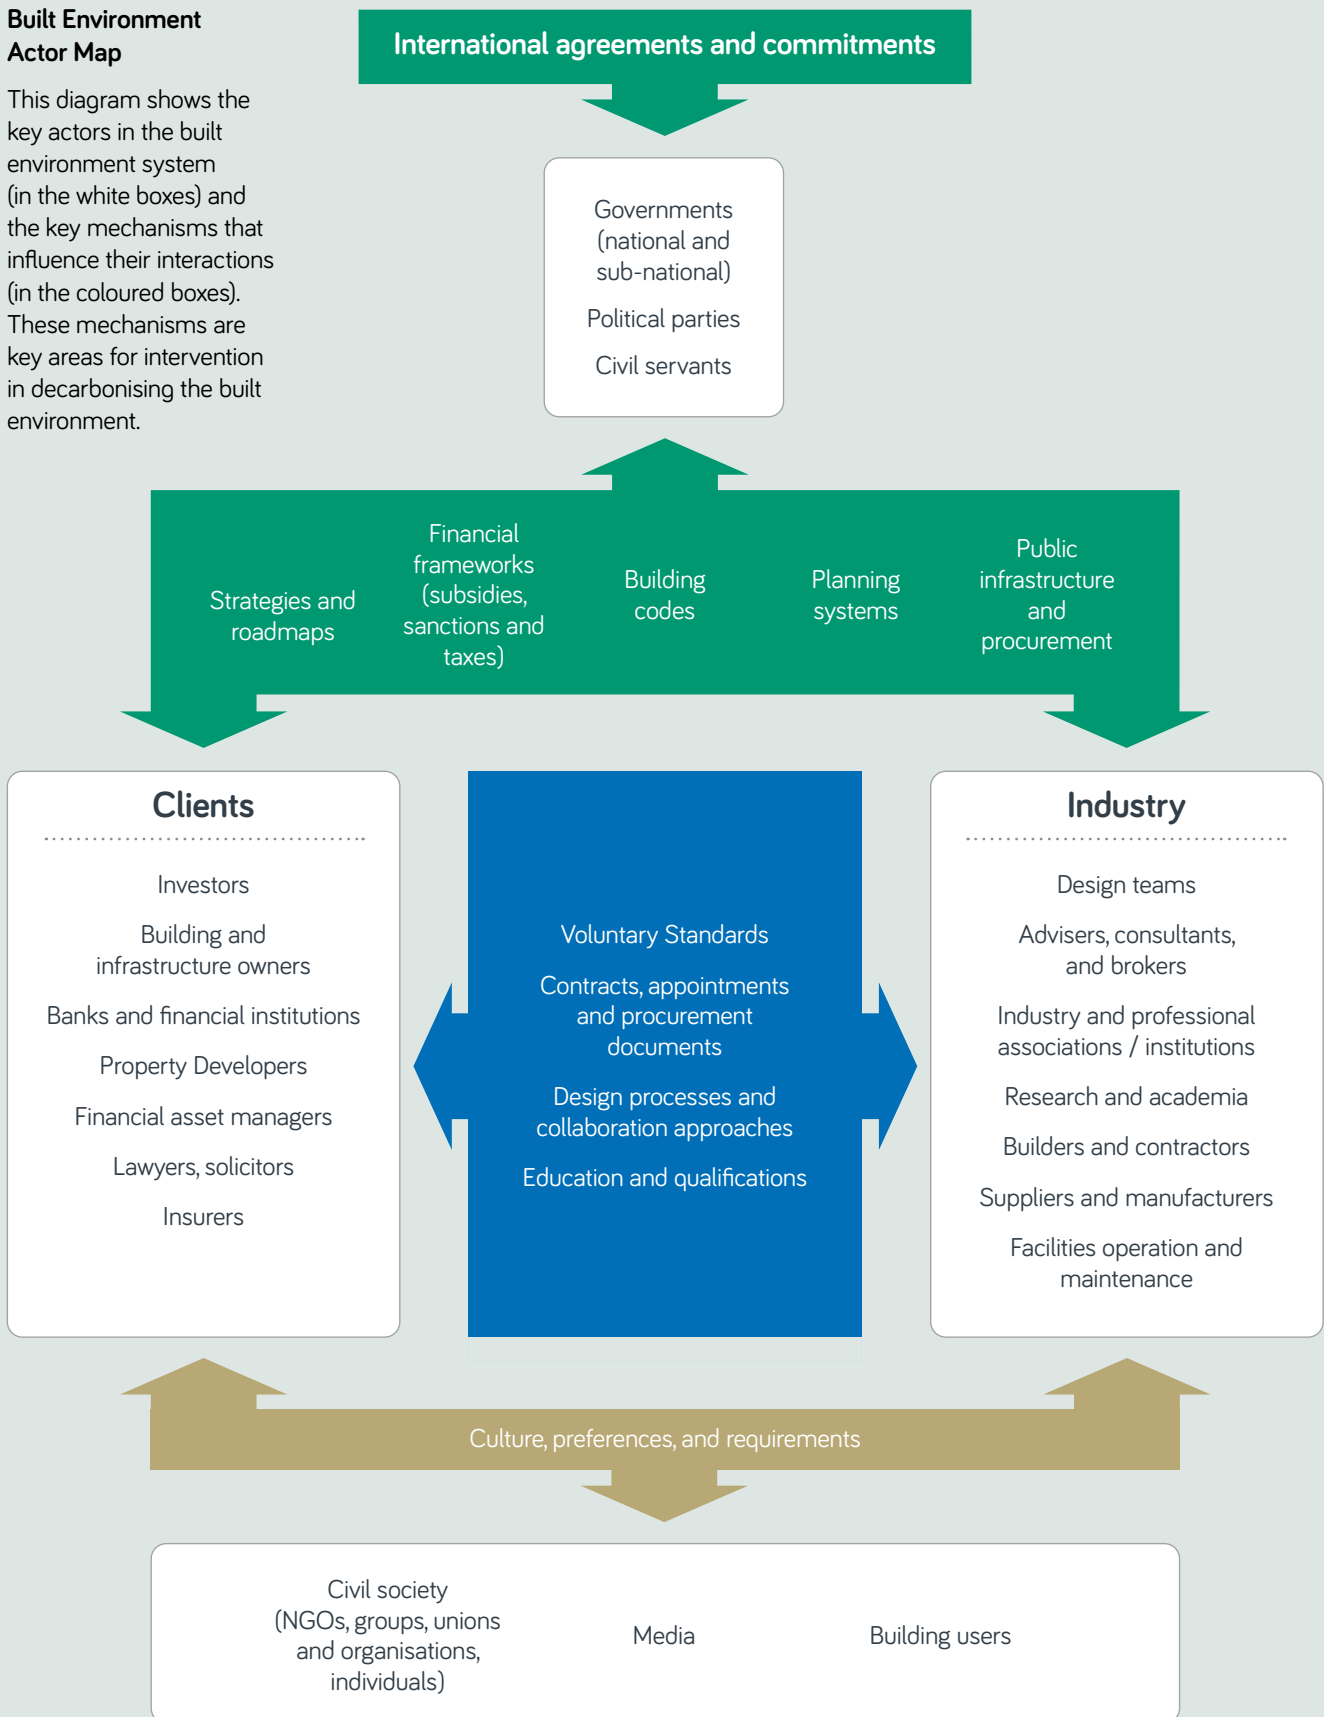 Built Environment
Actor Map
This diagram shows the
key actors in the built
environment system
(in the white boxes) and
the key mechanisms that
influence their interactions
(in the coloured boxes).
These mechanisms are
key areas for intervention
in decarbonising the built
environment.
International agreements and commitments
Governments
(national and
sub-national)
Political parties
Civil servants
Strategies and
roadmaps
Financial
frameworks
(subsidies,
sanctions and
taxes)
Building
codes
Planning
systems
Public
infrastructure
and
procurement
Clients
Investors
Building and
infrastructure owners
Banks and financial institutions
Property Developers
Financial asset managers
Lawyers, solicitors
Insurers
Voluntary Standards
Contracts, appointments
and procurement
documents
Design processes and
collaboration approaches
Education and qualifications
Industry
Design teams
Advisers, consultants,
and brokers
Industry and professional
associations / institutions
Research and academia
Builders and contractors
Suppliers and manufacturers
Facilities operation and
maintenance
Culture, preferences, and requirements
Civil society
(NGOs, groups, unions
and organisations,
individuals)
Media
Building users